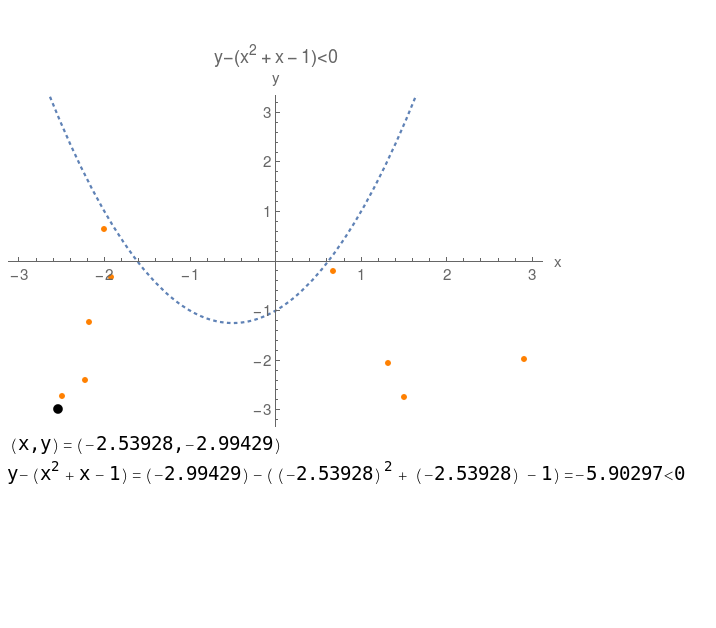 y−(x² + x − 1)<0
y
3
2
1
−3 −2 −1 1 2 3 x
−1
−2
−3
(x,y)=(−2.53928,−2.99429)
y−(x² + x − 1)=(−2.99429)−((−2.53928)² + (−2.53928) − 1)=−5.90297<0